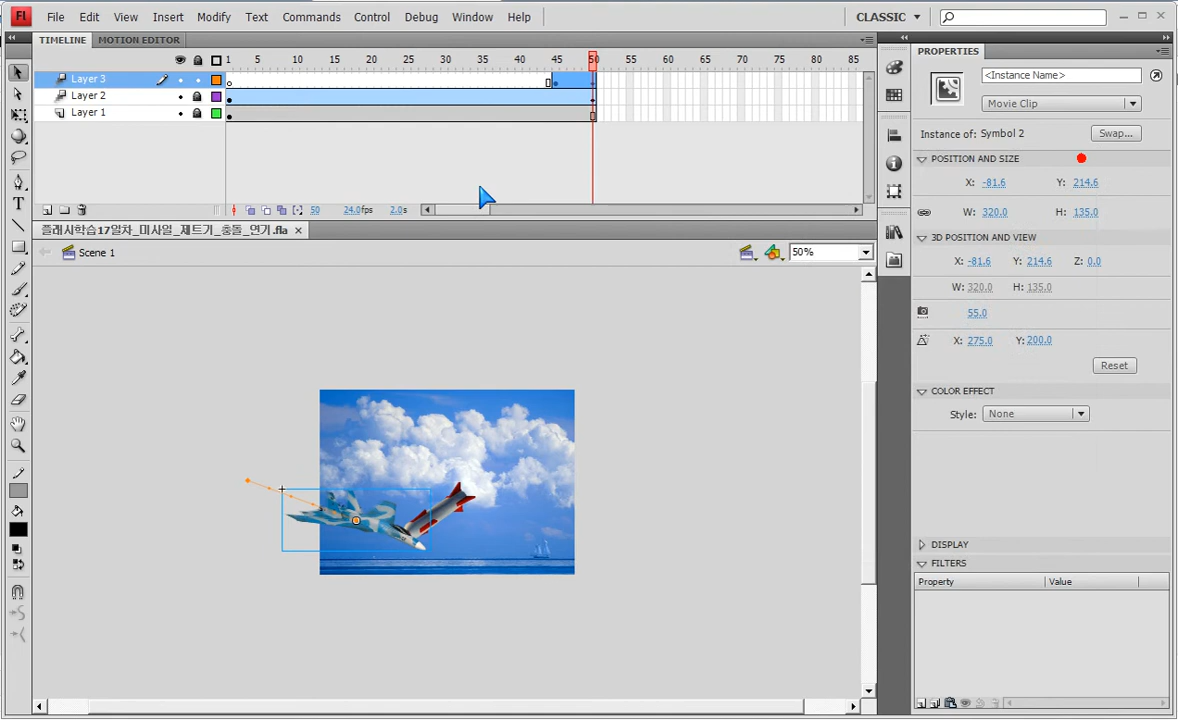 Fl File Edit View Insert Modify Text Commands Control Debug Window Help CLASSIC
TIMELINE MOTION EDITOR
1 5 10 15 20 25 30 35 40 45 50 55 60 65 70 75 80 85
Layer 3
Layer 2
Layer 1
50 24.0fps 2.0s
플래시학습17일차_미사일_제트기_충돌_연기.fla
Scene 1 50%
PROPERTIES
<Instance Name>
Movie Clip
Instance of: Symbol 2 Swap...
POSITION AND SIZE
X: -81.6 Y: 214.6
W: 320.0 H: 135.0
3D POSITION AND VIEW
X: -81.6 Y: 214.6 Z: 0.0
W: 320.0 H: 135.0
55.0
X: 275.0 Y: 200.0
Reset
COLOR EFFECT
Style: None
DISPLAY
FILTERS
Property Value